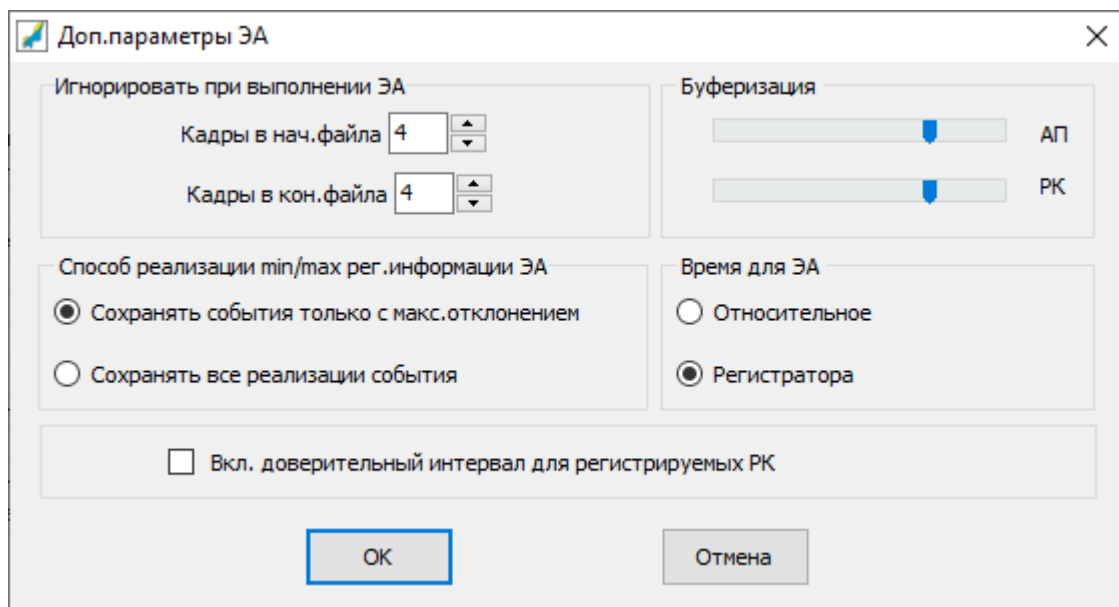 Доп.параметры ЭА
Игнорировать при выполнении ЭА
Кадры в нач.файла 4
Кадры в кон.файла 4
Буферизация
АП
РК
Способ реализации min/max рег.информации ЭА
Сохранять события только с макс.отклонением
Сохранять все реализации события
Время для ЭА
Относительное
Регистратора
Вкл. доверительный интервал для регистрируемых РК
ОК
Отмена